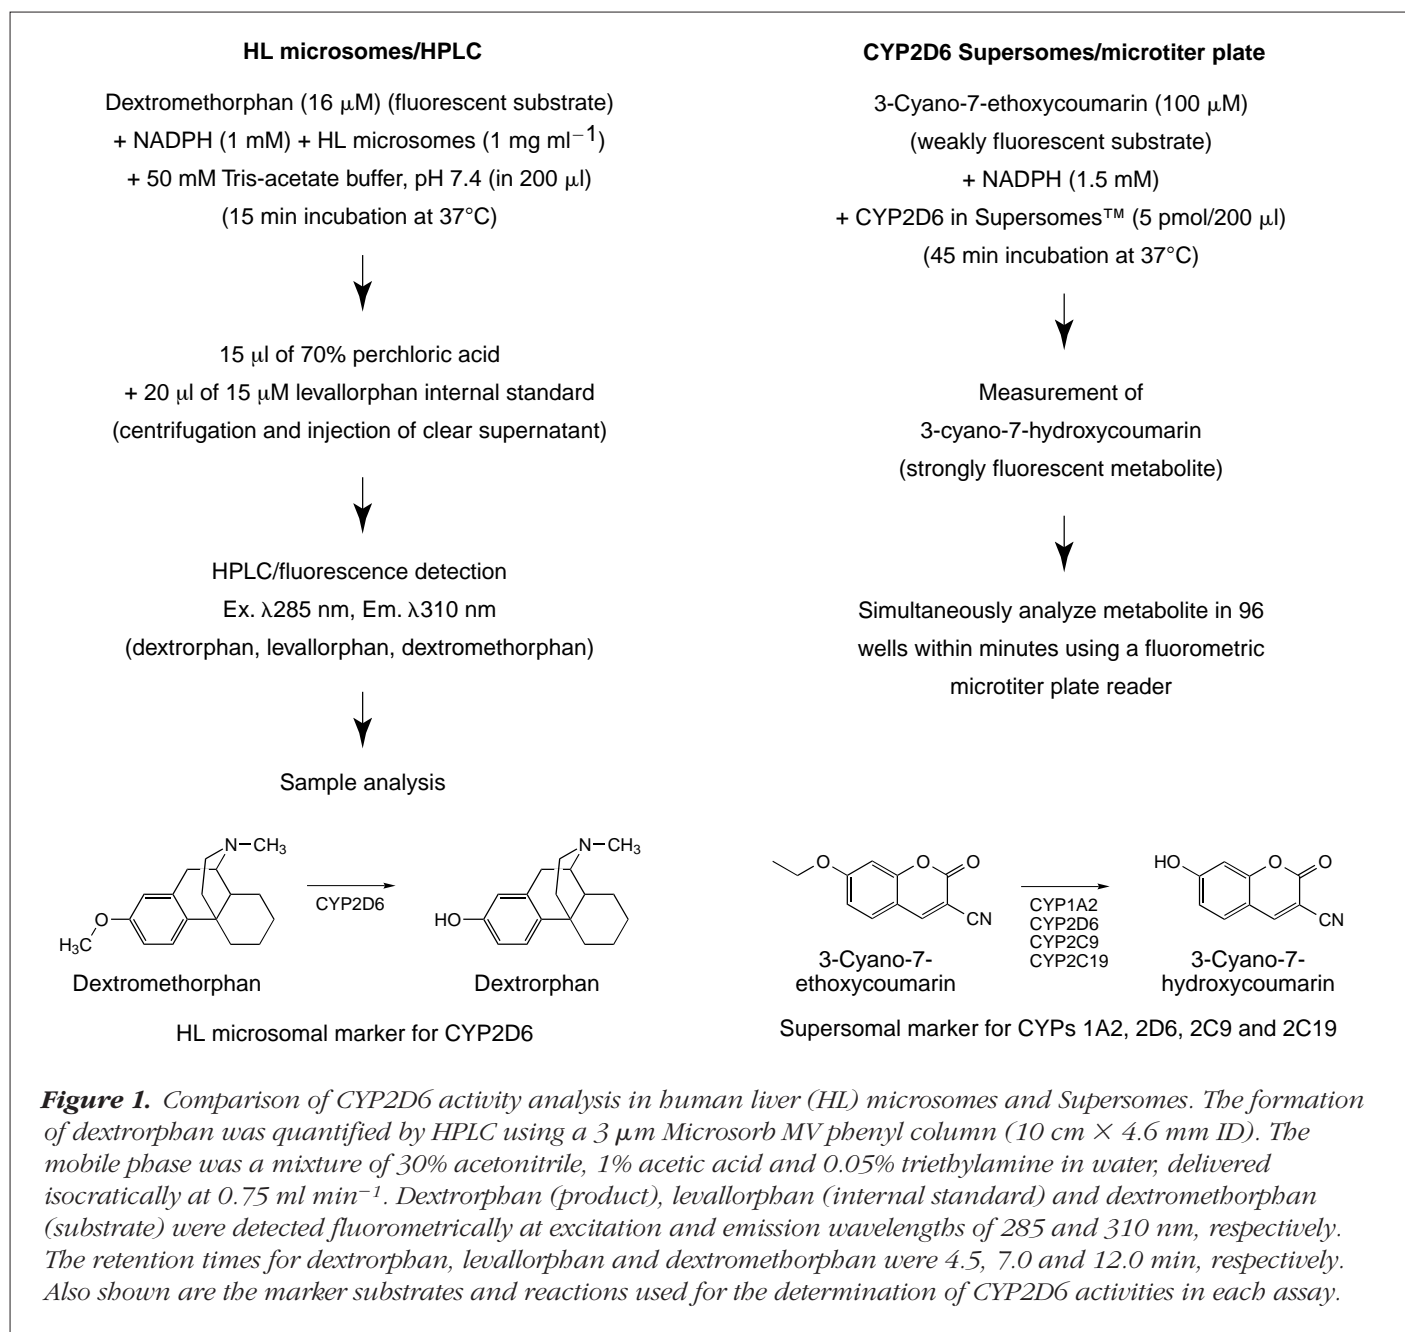 HL microsomes/HPLC
Dextromethorphan (16 μM) (fluorescent substrate)
+ NADPH (1 mM) + HL microsomes (1 mg ml⁻¹)
+ 50 mM Tris-acetate buffer, pH 7.4 (in 200 μl)
(15 min incubation at 37°C)
15 μl of 70% perchloric acid
+ 20 μl of 15 μM levallorphan internal standard
(centrifugation and injection of clear supernatant)
HPLC/fluorescence detection
Ex. λ285 nm, Em. λ310 nm
(dextrorphan, levallorphan, dextromethorphan)
Sample analysis
N–CH₃
O
H₃C
Dextromethorphan
CYP2D6
N–CH₃
HO
Dextrorphan
HL microsomal marker for CYP2D6
CYP2D6 Supersomes/microtiter plate
3-Cyano-7-ethoxycoumarin (100 μM)
(weakly fluorescent substrate)
+ NADPH (1.5 mM)
+ CYP2D6 in Supersomes™ (5 pmol/200 μl)
(45 min incubation at 37°C)
Measurement of
3-cyano-7-hydroxycoumarin
(strongly fluorescent metabolite)
Simultaneously analyze metabolite in 96
wells within minutes using a fluorometric
microtiter plate reader
O O O
CN
3-Cyano-7-
ethoxycoumarin
CYP1A2
CYP2D6
CYP2C9
CYP2C19
HO O O
CN
3-Cyano-7-
hydroxycoumarin
Supersomal marker for CYPs 1A2, 2D6, 2C9 and 2C19
Figure 1. Comparison of CYP2D6 activity analysis in human liver (HL) microsomes and Supersomes. The formation
of dextrorphan was quantified by HPLC using a 3 μm Microsorb MV phenyl column (10 cm × 4.6 mm ID). The
mobile phase was a mixture of 30% acetonitrile, 1% acetic acid and 0.05% triethylamine in water, delivered
isocratically at 0.75 ml min⁻¹. Dextrorphan (product), levallorphan (internal standard) and dextromethorphan
(substrate) were detected fluorometrically at excitation and emission wavelengths of 285 and 310 nm, respectively.
The retention times for dextrorphan, levallorphan and dextromethorphan were 4.5, 7.0 and 12.0 min, respectively.
Also shown are the marker substrates and reactions used for the determination of CYP2D6 activities in each assay.